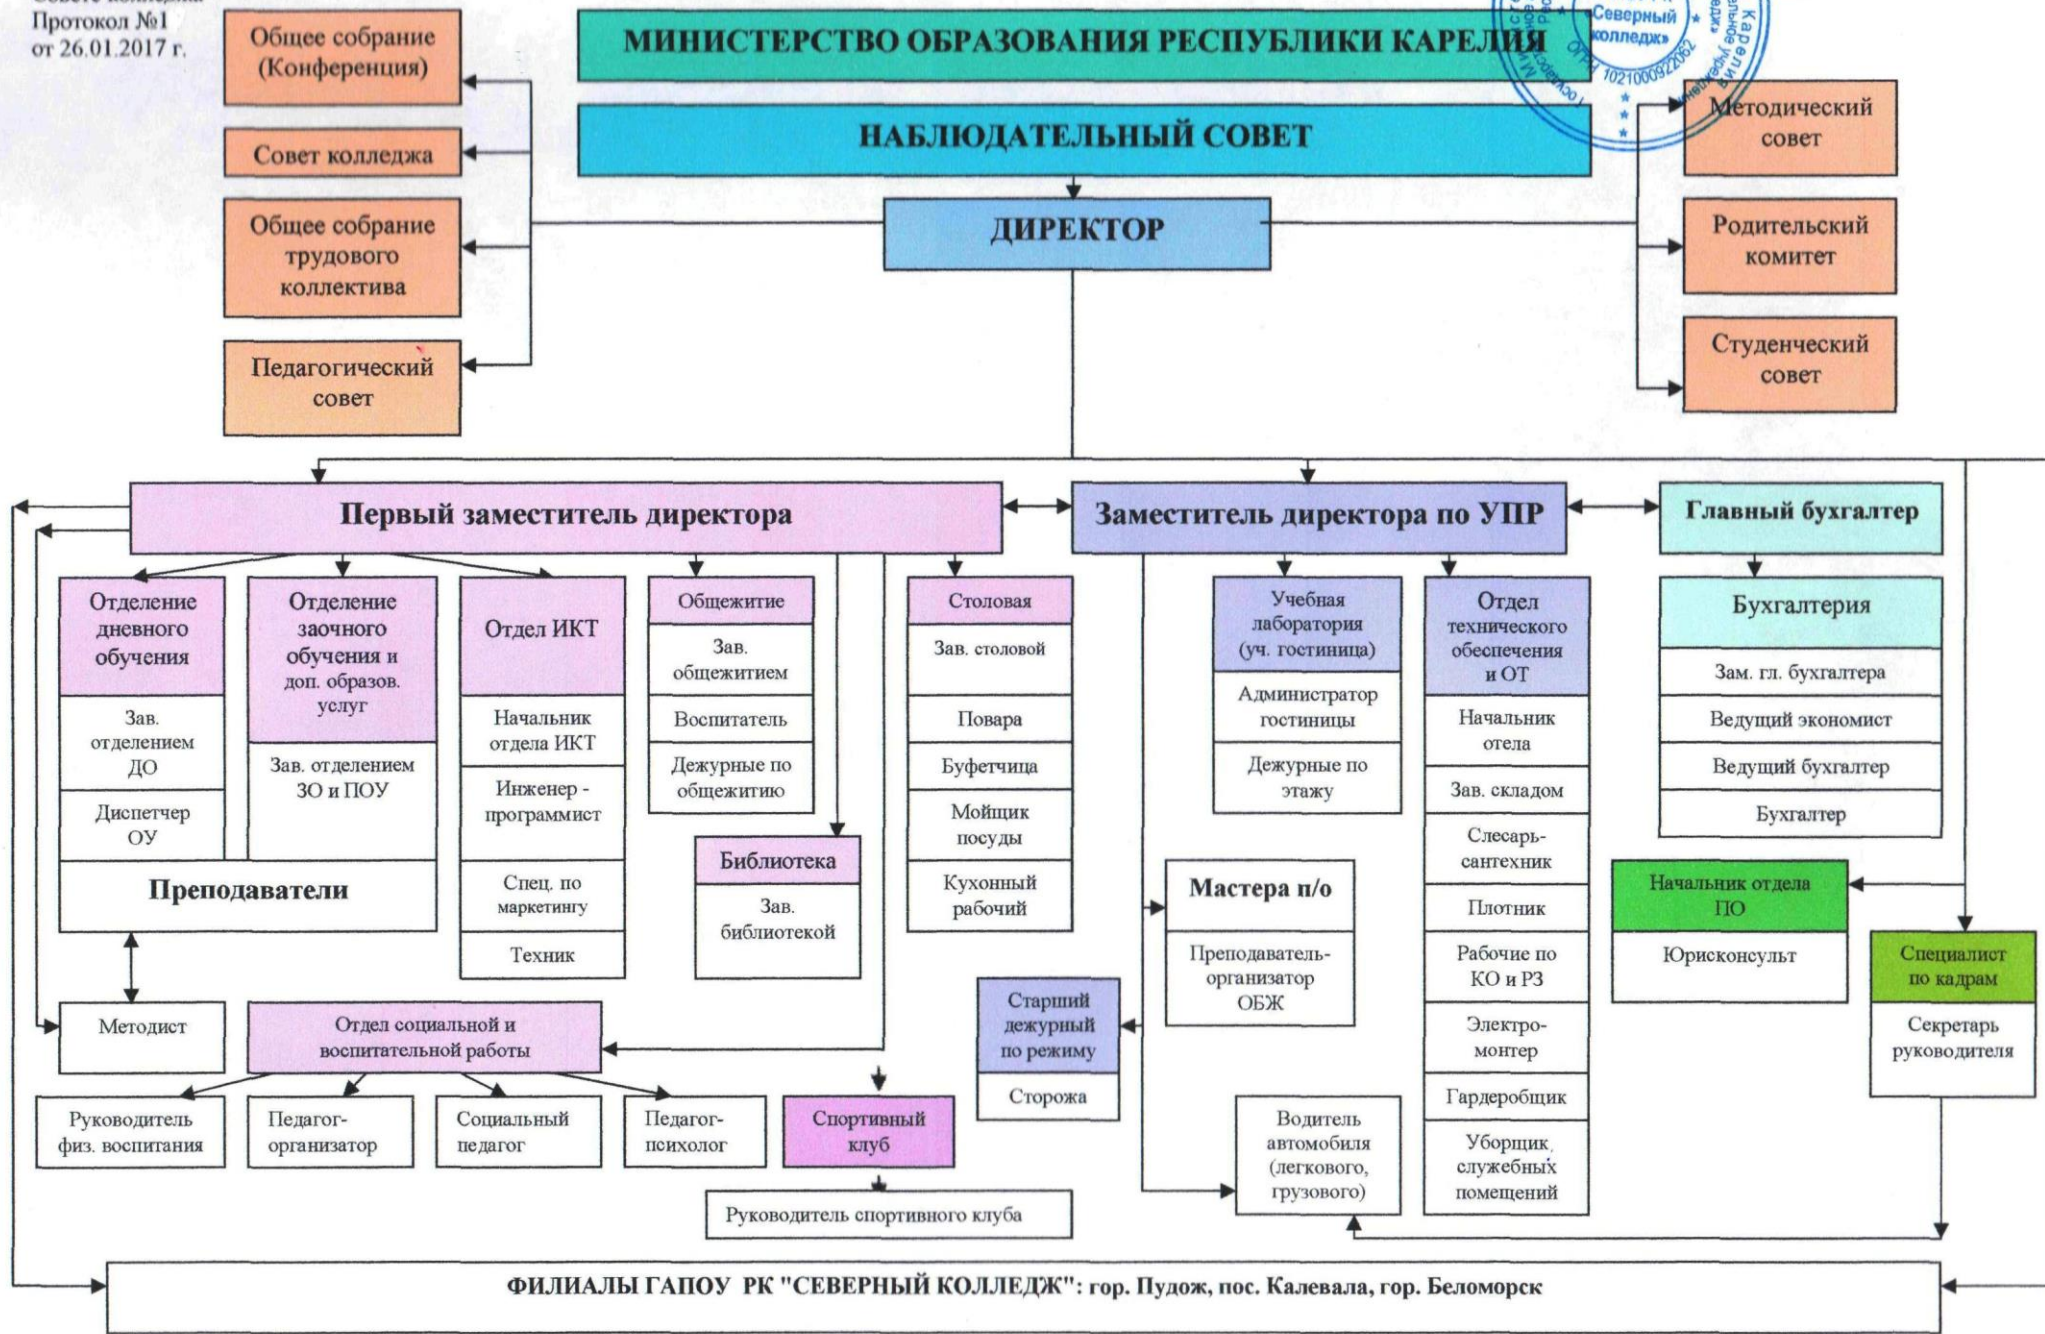 Протокол №1
от 26.01.2017 г.
Общее собрание
(Конференция)
МИНИСТЕРСТВО ОБРАЗОВАНИЯ РЕСПУБЛИКИ КАРЕЛИЯ
«Северный
колледж»
ОГРН 1021000922062
Совет колледжа
НАБЛЮДАТЕЛЬНЫЙ СОВЕТ
Методический
совет
Общее собрание
трудового
коллектива
ДИРЕКТОР
Родительский
комитет
Педагогический
совет
Студенческий
совет
Первый заместитель директора
Заместитель директора по УПР
Главный бухгалтер
Отделение
дневного
обучения
Зав.
отделением
ДО
Диспетчер
ОУ
Отделение
заочного
обучения и
доп. образов.
услуг
Зав. отделением
ЗО и ПОУ
Преподаватели
Отдел ИКТ
Начальник
отдела ИКТ
Инженер -
программист
Спец. по
маркетингу
Техник
Общежитие
Зав.
общежитием
Воспитатель
Дежурные по
общежитию
Библиотека
Зав.
библиотекой
Столовая
Зав. столовой
Повара
Буфетчица
Мойщик
посуды
Кухонный
рабочий
Учебная
лаборатория
(уч. гостиница)
Администратор
гостиницы
Дежурные по
этажу
Мастера п/о
Преподаватель-
организатор
ОБЖ
Отдел
технического
обеспечения
и ОТ
Начальник
отела
Зав. складом
Слесарь-
сантехник
Плотник
Рабочие по
КО и РЗ
Электро-
монтер
Гардеробщик
Уборщик
служебных
помещений
Бухгалтерия
Зам. гл. бухгалтера
Ведущий экономист
Ведущий бухгалтер
Бухгалтер
Начальник отдела
ПО
Юрисконсульт
Специалист
по кадрам
Секретарь
руководителя
Методист
Отдел социальной и
воспитательной работы
Старший
дежурный
по режиму
Сторожа
Руководитель
физ. воспитания
Педагог-
организатор
Социальный
педагог
Педагог-
психолог
Спортивный
клуб
Водитель
автомобиля
(легкового,
грузового)
Руководитель спортивного клуба
ФИЛИАЛЫ ГАПОУ РК "СЕВЕРНЫЙ КОЛЛЕДЖ": гор. Пудож, пос. Калевала, гор. Беломорск